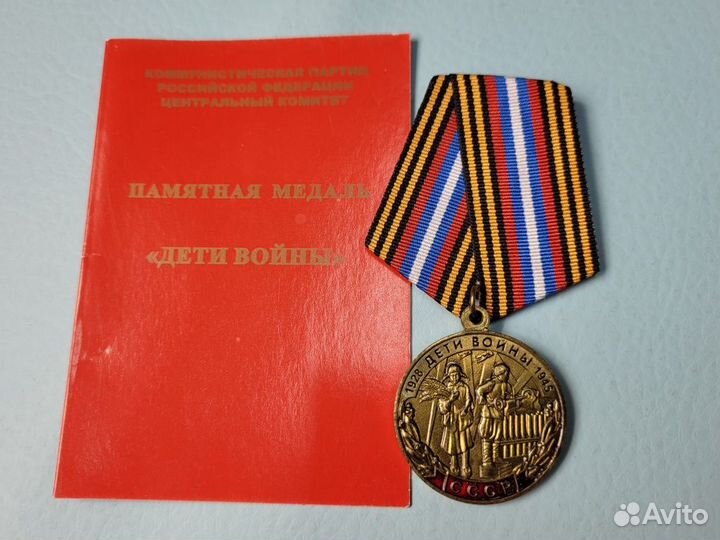 КОММУНИСТИЧЕСКАЯ ПАРТИЯ
РОССИЙСКОЙ ФЕДЕРАЦИИ
ЦЕНТРАЛЬНЫЙ КОМИТЕТ
ПАМЯТНАЯ МЕДАЛЬ
«ДЕТИ ВОЙНЫ»
1928 ДЕТИ ВОЙНЫ 1945
СССР
Avito